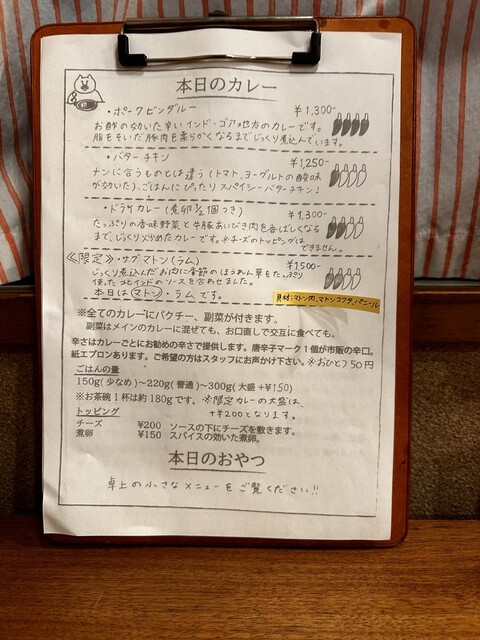 本日のカレー
・ポークビンダルー ¥1,300-
お酢の効いた辛いインド・ゴア地方のカレーです。
脂をそいだ豚肉を柔らかくなるまでじっくり煮込んでいます。
・バターチキン ¥1,250-
ナンに合うものとは違う(トマト、ヨーグルトの酸味
が効いた)、ごはんにぴったりスパイシーバターチキン!
・ドライカレー(煮卵1/2個つき) ¥1,300-
たっぷりの香味野菜と牛豚あいびき肉を香ばしくなる
まで、じっくり炒めたカレーです。※チーズのトッピングは
できません。
《限定》・サグマトン(ラム) ¥1,500-
じっくり煮込んだお肉に季節のほうれん草をたっぷり
使った北インドのソースを合わせました。
本日は(マトン)・ラムです。
具材:マトン肉、マトンコフタ、パニール
※全てのカレーにパクチー、副菜が付きます。
副菜はメインのカレーに混ぜても、お口直しで交互に食べても。
辛さはカレーごとにお勧めの辛さで提供します。唐辛子マーク1個が市販の辛口。
紙エプロンあります。ご希望の方はスタッフにお声かけ下さい。※おひとつ50円
ごはんの量
150g(少なめ)~220g(普通)~300g(大盛+¥150)
※お茶碗1杯は約180gです。※限定カレーの大盛は、
+¥200となります。
トッピング
チーズ ¥200 ソースの下にチーズを敷きます。
煮卵 ¥150 スパイスの効いた煮卵。
本日のおやつ
卓上の小さなメニューをご覧ください!!